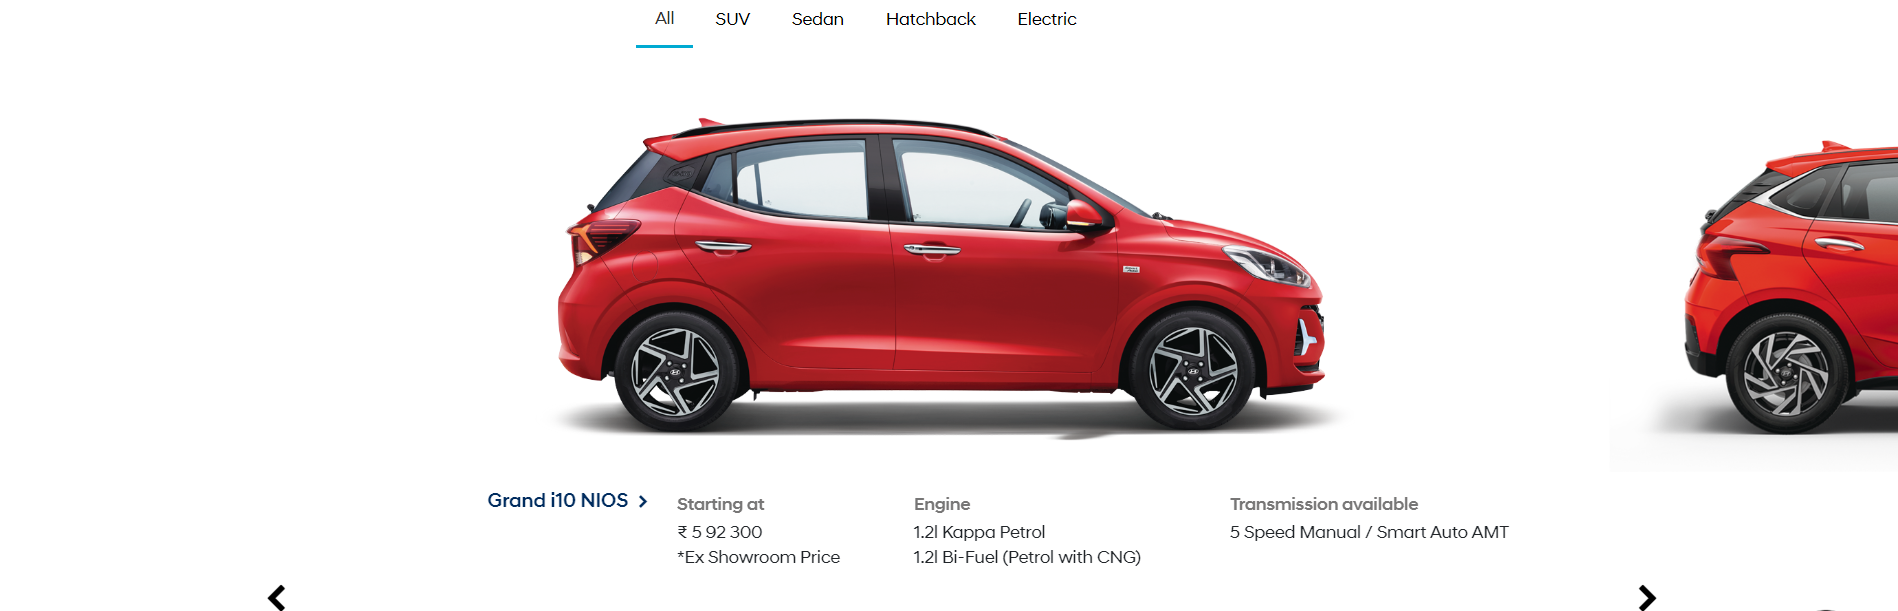 All SUV Sedan Hatchback Electric
Grand i10 NIOS
Starting at
₹ 5 92 300
*Ex Showroom Price
Engine
1.2l Kappa Petrol
1.2l Bi-Fuel (Petrol with CNG)
Transmission available
5 Speed Manual / Smart Auto AMT